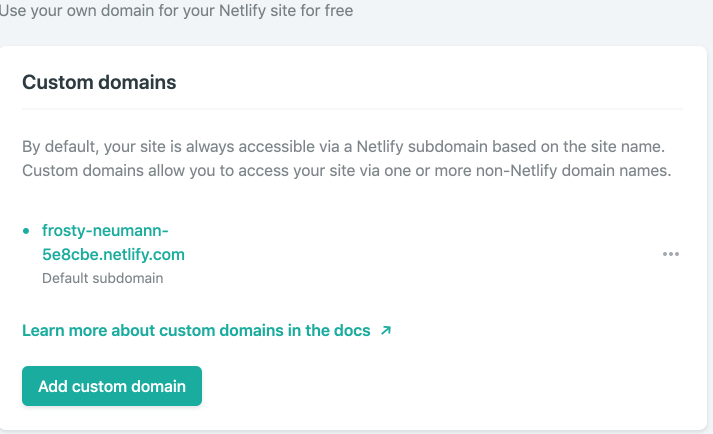 Use your own domain for your Netlify site for free
Custom domains
By default, your site is always accessible via a Netlify subdomain based on the site name.
Custom domains allow you to access your site via one or more non-Netlify domain names.
frosty-neumann-
5e8cbe.netlify.com
Default subdomain
Learn more about custom domains in the docs
Add custom domain